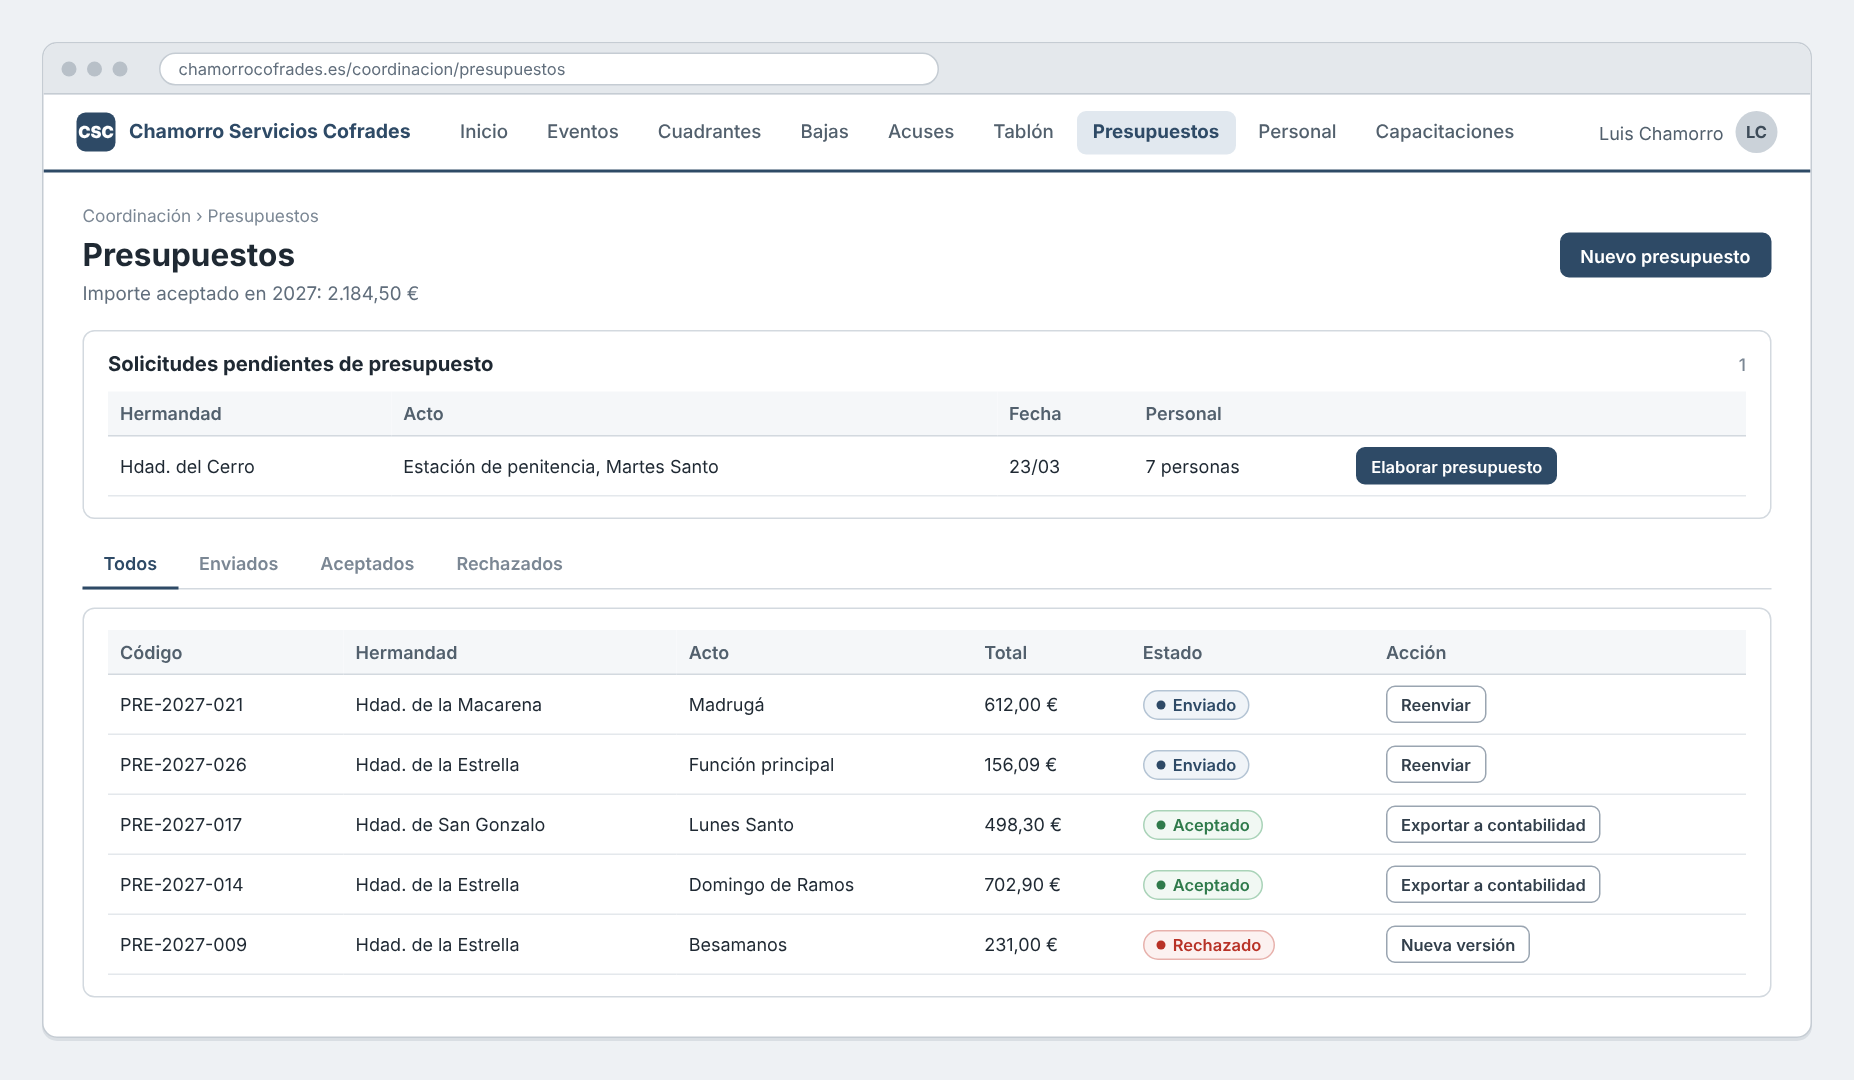 chamorrocofrades.es/coordinacion/presupuestos
CSC Chamorro Servicios Cofrades Inicio Eventos Cuadrantes Bajas Acuses Tablón Presupuestos Personal Capacitaciones Luis Chamorro LC
Coordinación › Presupuestos
Presupuestos
Nuevo presupuesto
Importe aceptado en 2027: 2.184,50 €
Solicitudes pendientes de presupuesto 1
Hermandad Acto Fecha Personal
Hdad. del Cerro Estación de penitencia, Martes Santo 23/03 7 personas Elaborar presupuesto
Todos Enviados Aceptados Rechazados
Código Hermandad Acto Total Estado Acción
PRE-2027-021 Hdad. de la Macarena Madrugá 612,00 € Enviado Reenviar
PRE-2027-026 Hdad. de la Estrella Función principal 156,09 € Enviado Reenviar
PRE-2027-017 Hdad. de San Gonzalo Lunes Santo 498,30 € Aceptado Exportar a contabilidad
PRE-2027-014 Hdad. de la Estrella Domingo de Ramos 702,90 € Aceptado Exportar a contabilidad
PRE-2027-009 Hdad. de la Estrella Besamanos 231,00 € Rechazado Nueva versión